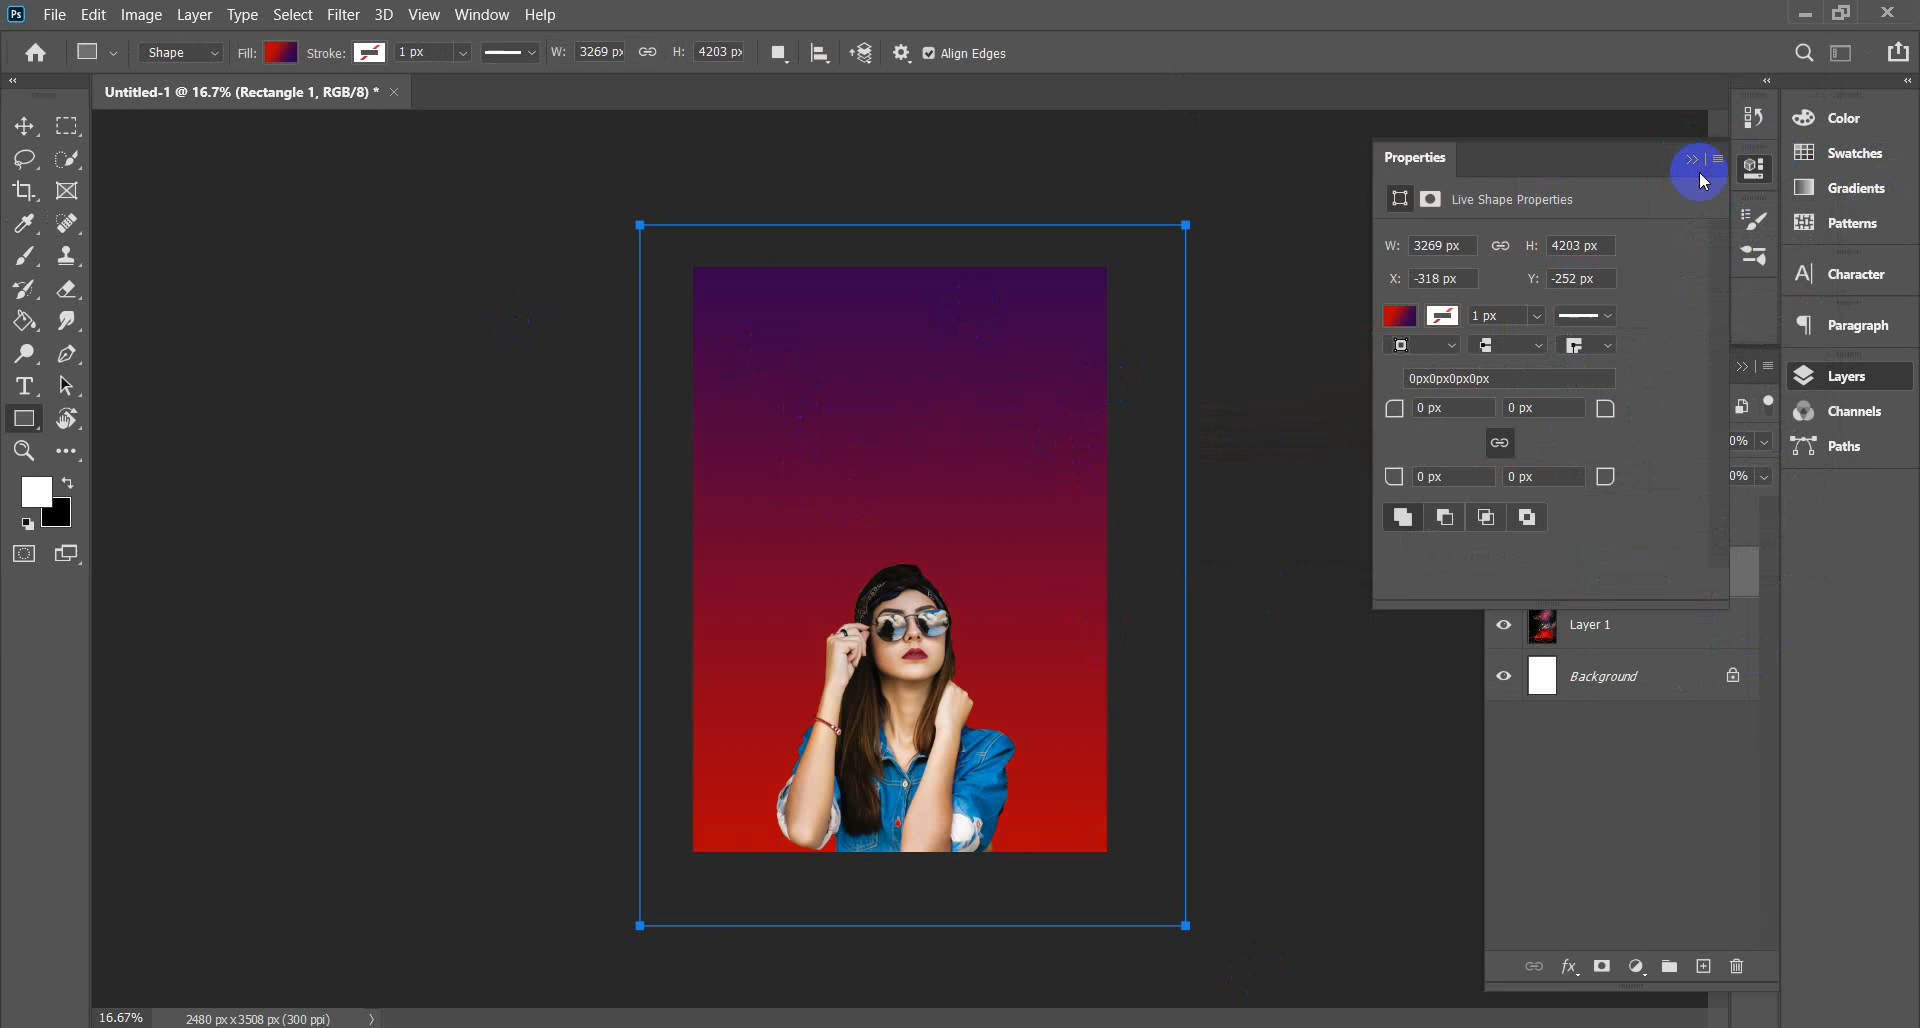 Ps File Edit Image Layer Type Select Filter 3D View Window Help
Shape Fill: Stroke: 1 px W: 3269 px H: 4203 px Align Edges
Untitled-1 @ 16.7% (Rectangle 1, RGB/8) *
Properties
Live Shape Properties
W: 3269 px H: 4203 px
X: -318 px Y: -252 px
1 px
0px0px0px0px
0 px 0 px
0 px 0 px
Color
Swatches
Gradients
Patterns
Character
Paragraph
Layers
Channels
Paths
0%
0%
Layer 1
Background
fx
16.67% 2480 px x 3508 px (300 ppi)